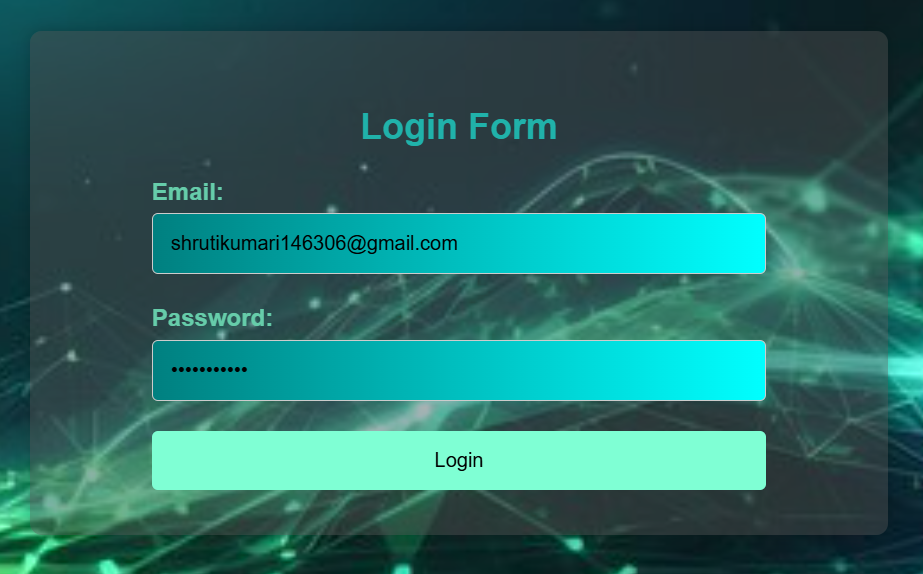 Login Form
Email:
shrutikumari146306@gmail.com
Password:
•••••••••••
Login